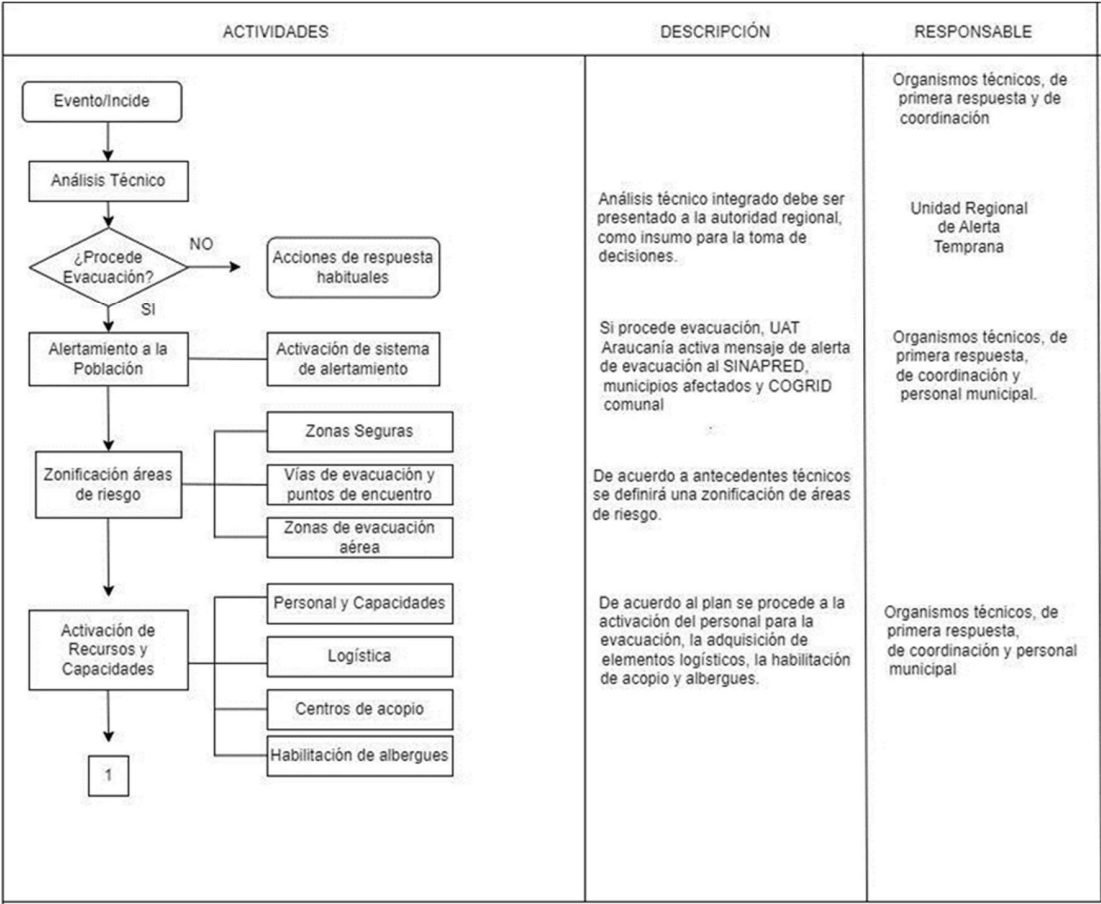 ACTIVIDADES
DESCRIPCIÓN
RESPONSABLE
Evento/Incide
Organismos técnicos, de
primera respuesta y de
coordinación
Análisis Técnico
Análisis técnico integrado debe ser
presentado a la autoridad regional,
como insumo para la toma de
decisiones.
Unidad Regional
de Alerta
Temprana
¿Procede
Evacuación?
NO
Acciones de respuesta
habituales
SI
Alertamiento a la
Población
Activación de sistema
de alertamiento
Si procede evacuación, UAT
Araucanía activa mensaje de alerta
de evacuación al SINAPRED,
municipios afectados y COGRID
comunal
Organismos técnicos, de
primera respuesta,
de coordinación y
personal municipal.
Zonificación áreas
de riesgo
Zonas Seguras
Vías de evacuación y
puntos de encuentro
Zonas de evacuación
aérea
De acuerdo a antecedentes técnicos
se definirá una zonificación de áreas
de riesgo.
Activación de
Recursos y
Capacidades
Personal y Capacidades
Logística
Centros de acopio
Habilitación de albergues
De acuerdo al plan se procede a la
activación del personal para la
evacuación, la adquisición de
elementos logísticos, la habilitación
de acopio y albergues.
Organismos técnicos, de
primera respuesta,
de coordinación y personal
municipal
1